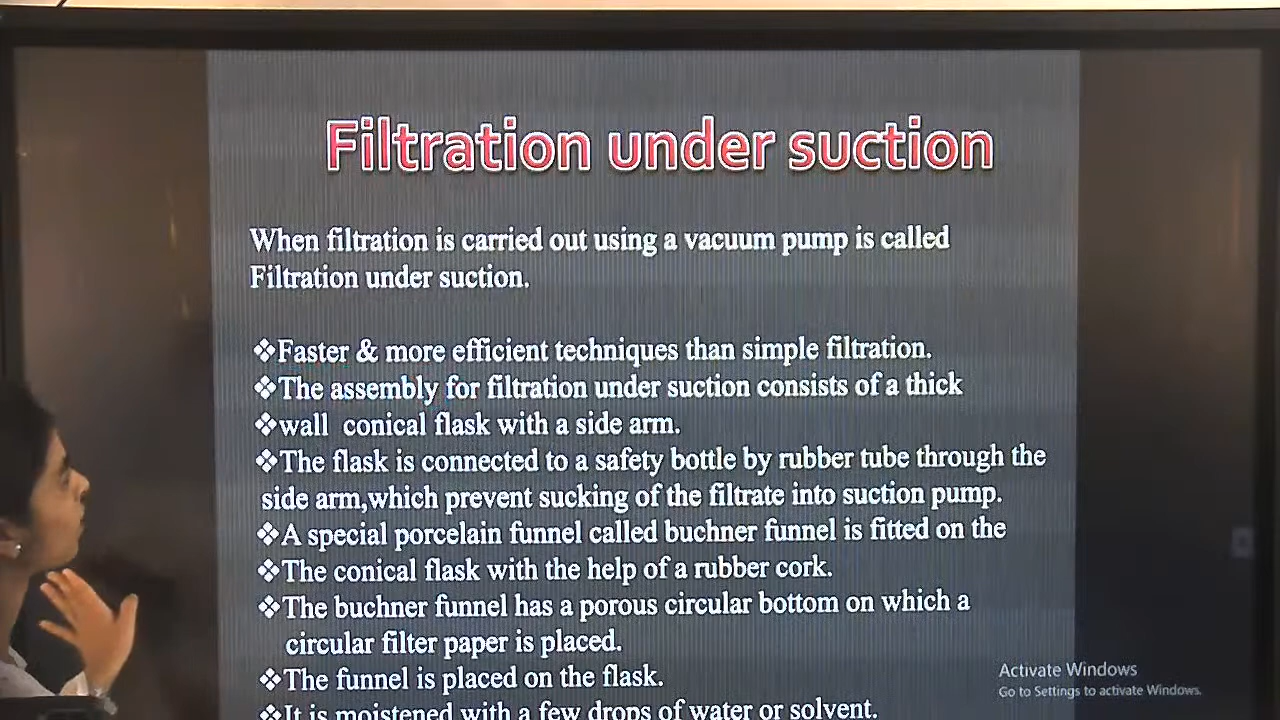 Filtration under suction
When filtration is carried out using a vacuum pump is called
Filtration under suction.
❖Faster & more efficient techniques than simple filtration.
❖The assembly for filtration under suction consists of a thick
❖wall conical flask with a side arm.
❖The flask is connected to a safety bottle by rubber tube through the
side arm,which prevent sucking of the filtrate into suction pump.
❖A special porcelain funnel called buchner funnel is fitted on the
❖The conical flask with the help of a rubber cork.
❖The buchner funnel has a porous circular bottom on which a
circular filter paper is placed.
❖The funnel is placed on the flask.
❖It is moistened with a few drops of water or solvent.
Activate Windows
Go to Settings to activate Windows.